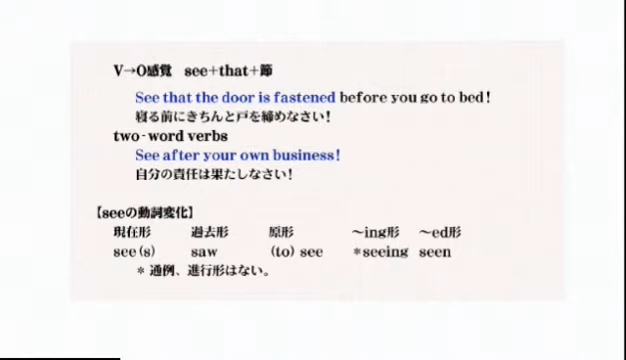 V→O感覚 see+that+節
See that the door is fastened before you go to bed!
寝る前にきちんと戸を締めなさい!
two-word verbs
See after your own business!
自分の責任は果たしなさい!
【seeの動詞変化】
現在形 過去形 原形 〜ing形 〜ed形
see(s) saw (to) see *seeing seen
* 通例、進行形はない。